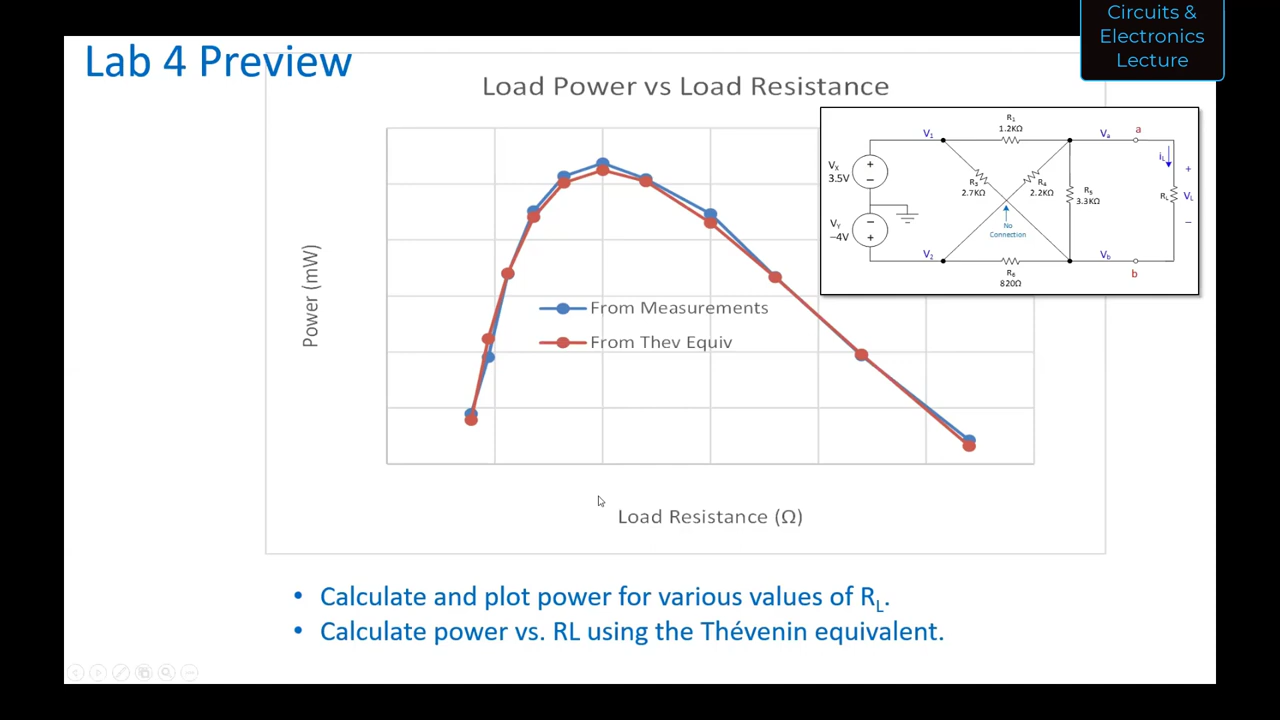 Circuits &
Electronics
Lecture
Lab 4 Preview
Load Power vs Load Resistance
Power (mW)
From Measurements
From Thev Equiv
Load Resistance (Ω)
R1
1.2KΩ
V1
Va
a
VX
3.5V
+
−
iL
+
R3
2.7KΩ
R4
2.2KΩ
R5
3.3KΩ
RL
VL
VY
−4V
−
+
No
Connection
−
V2
Vb
R6
820Ω
b
• Calculate and plot power for various values of RL.
• Calculate power vs. RL using the Thévenin equivalent.